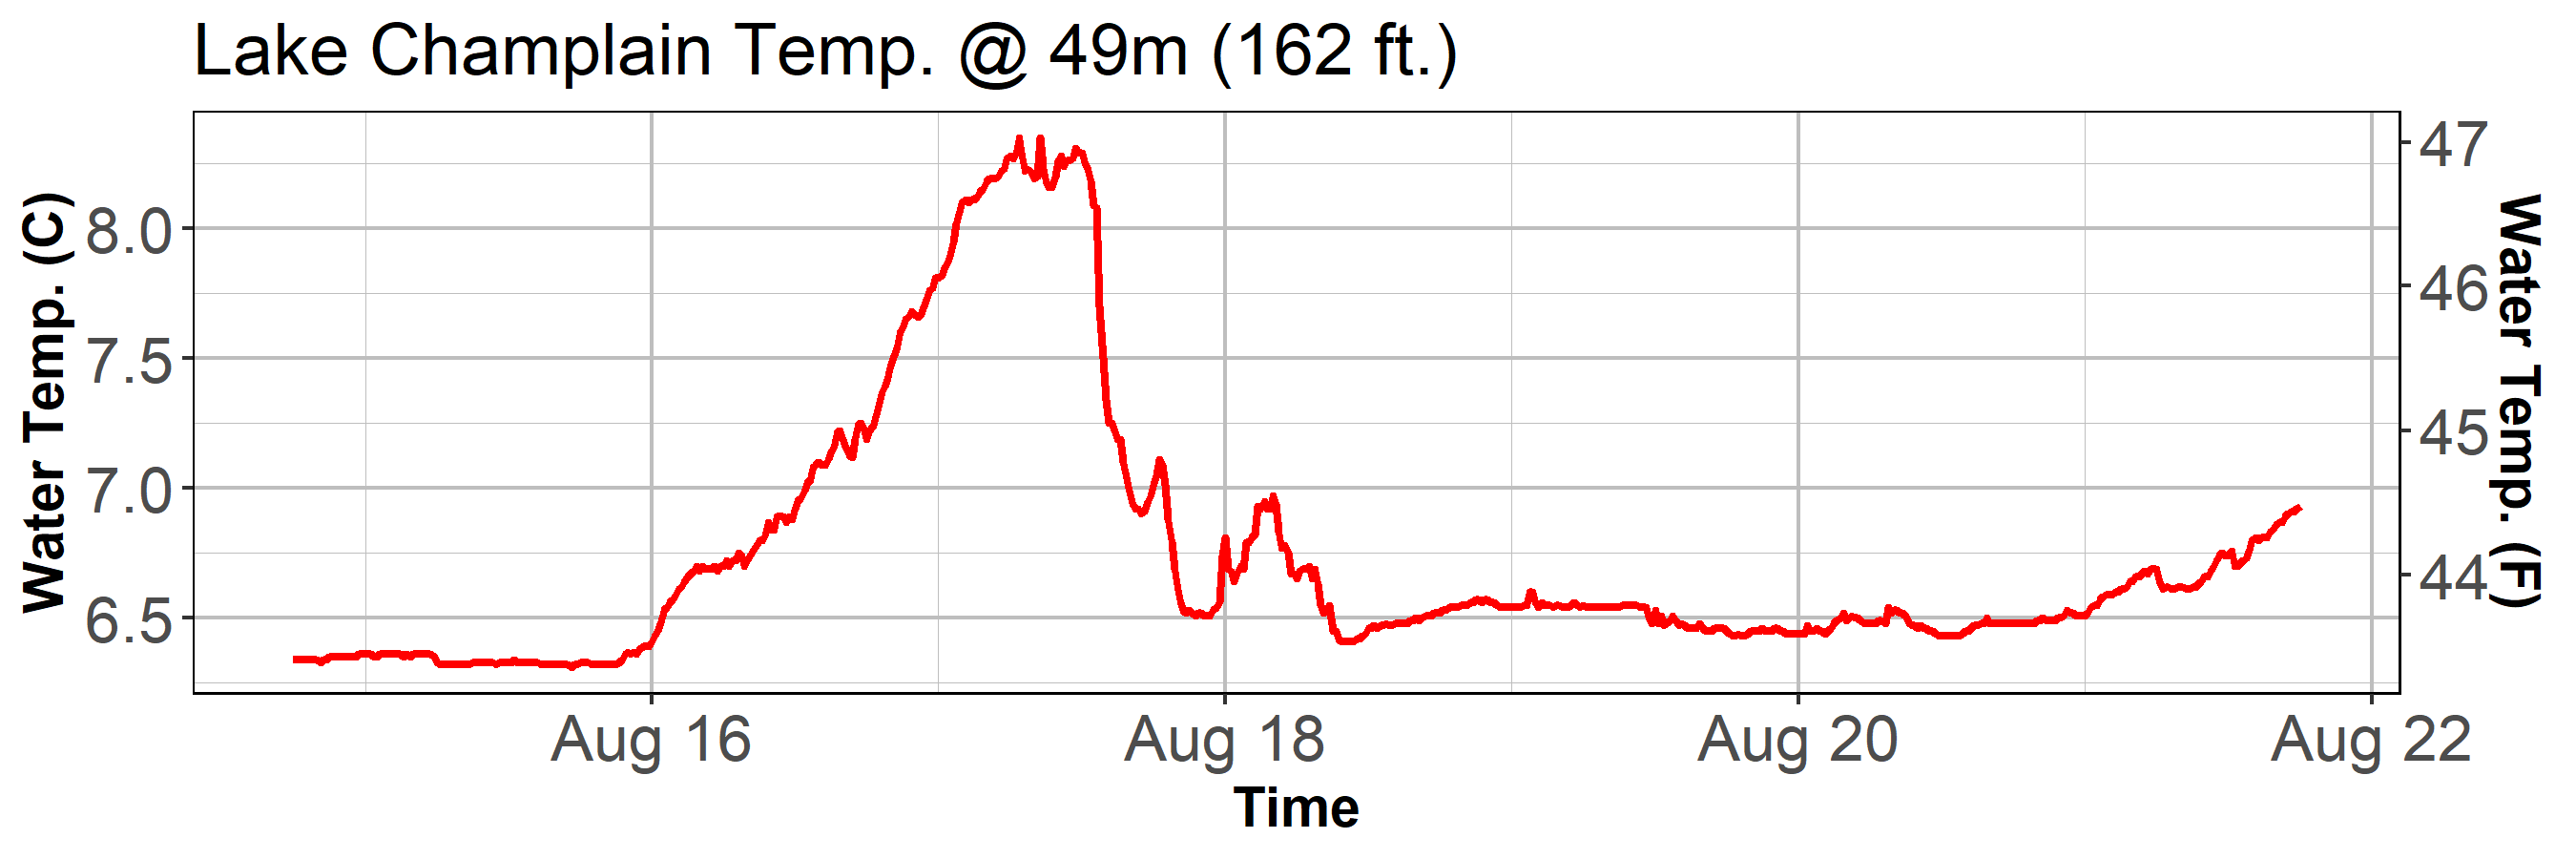 Lake Champlain Temp. @ 49m (162 ft.)
Water Temp. (C)
8.0
7.5
7.0
6.5
47
46
45
44
Water Temp. (F)
Aug 16
Aug 18
Aug 20
Aug 22
Time